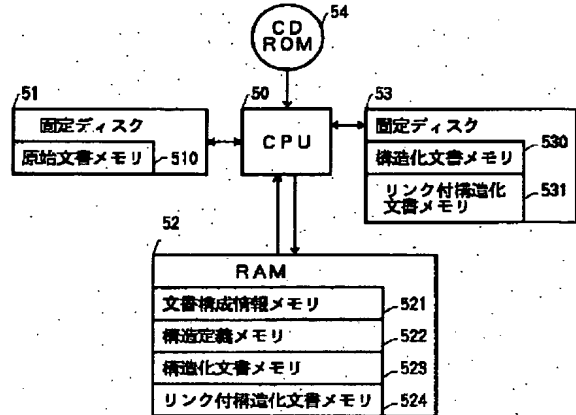 54
CD
ROM
51
固定ディスク
原始文書メモリ
510
50
CPU
53
固定ディスク
構造化文書メモリ
530
リンク付構造化
文書メモリ
531
52
RAM
文書構成情報メモリ
521
構造定義メモリ
522
構造化文書メモリ
523
リンク付構造化文書メモリ
524